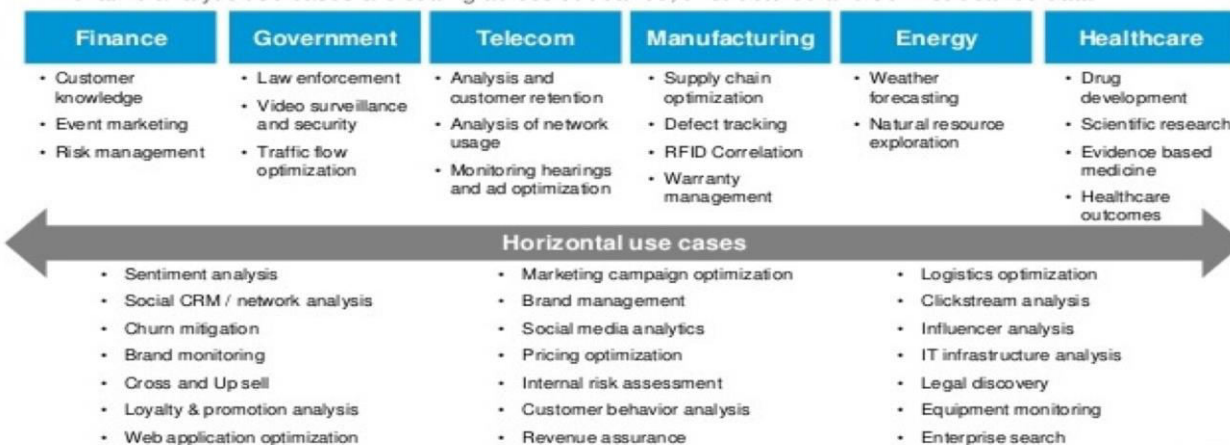 Finance
• Customer
knowledge
• Event marketing
• Risk management
Government
• Law enforcement
• Video surveillance
and security
• Traffic flow
optimization
Telecom
• Analysis and
customer retention
• Analysis of network
usage
• Monitoring hearings
and ad optimization
Manufacturing
• Supply chain
optimization
• Defect tracking
• RFID Correlation
• Warranty
management
Energy
• Weather
forecasting
• Natural resource
exploration
Healthcare
• Drug
development
• Scientific research
• Evidence based
medicine
• Healthcare
outcomes
Horizontal use cases
• Sentiment analysis
• Social CRM / network analysis
• Churn mitigation
• Brand monitoring
• Cross and Up sell
• Loyalty & promotion analysis
• Web application optimization
• Marketing campaign optimization
• Brand management
• Social media analytics
• Pricing optimization
• Internal risk assessment
• Customer behavior analysis
• Revenue assurance
• Logistics optimization
• Clickstream analysis
• Influencer analysis
• IT infrastructure analysis
• Legal discovery
• Equipment monitoring
• Enterprise search